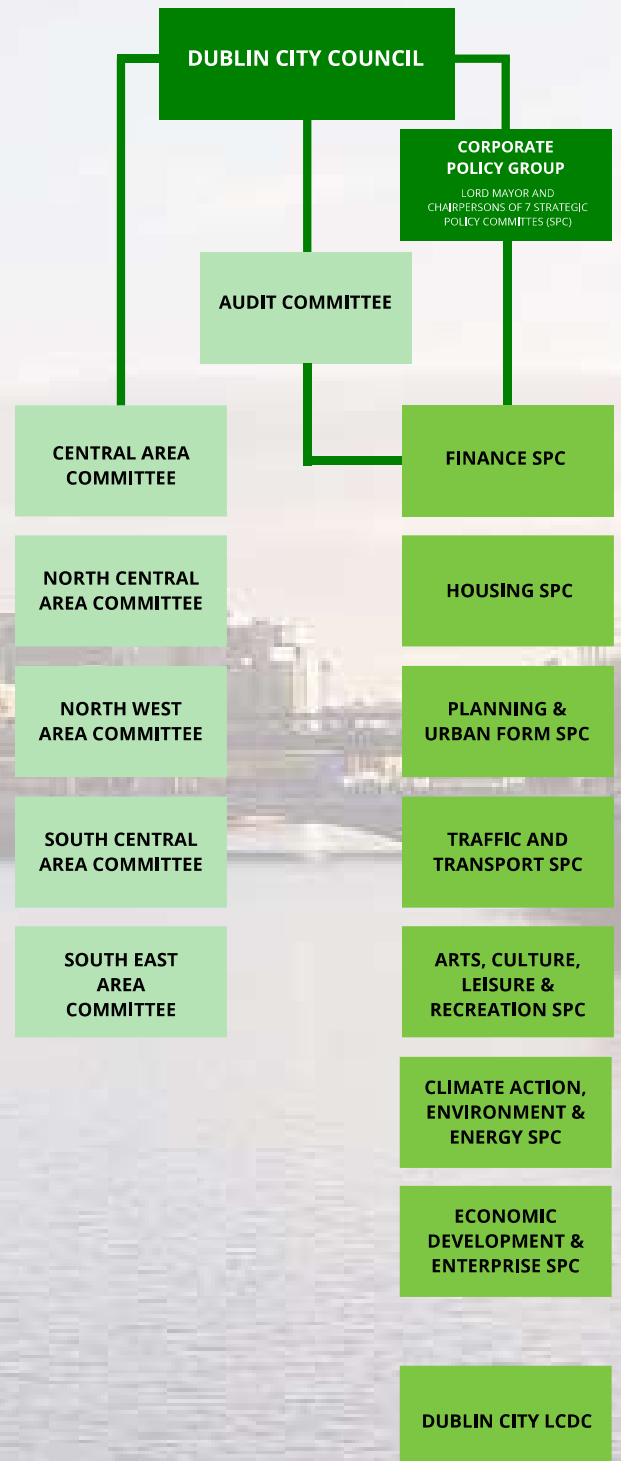 DUBLIN CITY COUNCIL
CORPORATE
POLICY GROUP
LORD MAYOR AND
CHAIRPERSONS OF 7 STRATEGIC
POLICY COMMITTES (SPC)
AUDIT COMMITTEE
CENTRAL AREA
COMMITTEE
NORTH CENTRAL
AREA COMMITTEE
NORTH WEST
AREA COMMITTEE
SOUTH CENTRAL
AREA COMMITTEE
SOUTH EAST
AREA
COMMITTEE
FINANCE SPC
HOUSING SPC
PLANNING &
URBAN FORM SPC
TRAFFIC AND
TRANSPORT SPC
ARTS, CULTURE,
LEISURE &
RECREATION SPC
CLIMATE ACTION,
ENVIRONMENT &
ENERGY SPC
ECONOMIC
DEVELOPMENT &
ENTERPRISE SPC
DUBLIN CITY LCDC